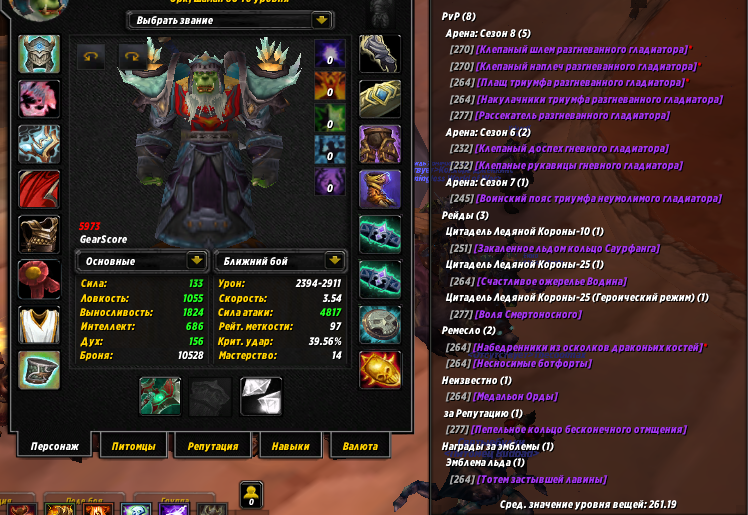 Выбрать звание
0
0
0
0
0
5973
GearScore
Основные
Ближний бой
Сила: 133
Ловкость: 1055
Выносливость: 1824
Интеллект: 686
Дух: 156
Броня: 10528
Урон: 2394-2911
Скорость: 3.54
Сила атаки: 4817
Рейт. меткости: 97
Крит. удар: 39.56%
Мастерство: 14
Персонаж
Питомцы
Репутация
Навыки
Валюта
0
PvP (8)
Арена: Сезон 8 (5)
[270] [Клепаный шлем разгневанного гладиатора]*
[270] [Клепаный наплеч разгневанного гладиатора]*
[264] [Плащ триумфа разгневанного гладиатора]*
[264] [Накулачники триумфа разгневанного гладиатора]
[277] [Рассекатель разгневанного гладиатора]
Арена: Сезон 6 (2)
[232] [Клепаный доспех гневного гладиатора]
[232] [Клепаные рукавицы гневного гладиатора]
Арена: Сезон 7 (1)
[245] [Воинский пояс триумфа неумолимого гладиатора]
Рейды (3)
Цитадель Ледяной Короны-10 (1)
[251] [Закаленное льдом кольцо Саурфанга]
Цитадель Ледяной Короны-25 (1)
[264] [Счастливое ожерелье Водина]
Цитадель Ледяной Короны-25 (Героический режим) (1)
[277] [Воля Смертоносного]
Ремесло (2)
[264] [Набедренники из осколков драконьих костей]*
[264] [Несносимые ботфорты]
Неизвестно (1)
[264] [Медальон Орды]
за Репутацию (1)
[277] [Пепельное кольцо бесконечного отмщения]
Награды за эмблемы (1)
Эмблема льда (1)
[264] [Тотем застывшей лавины]
Сред. значение уровня вещей: 261.19